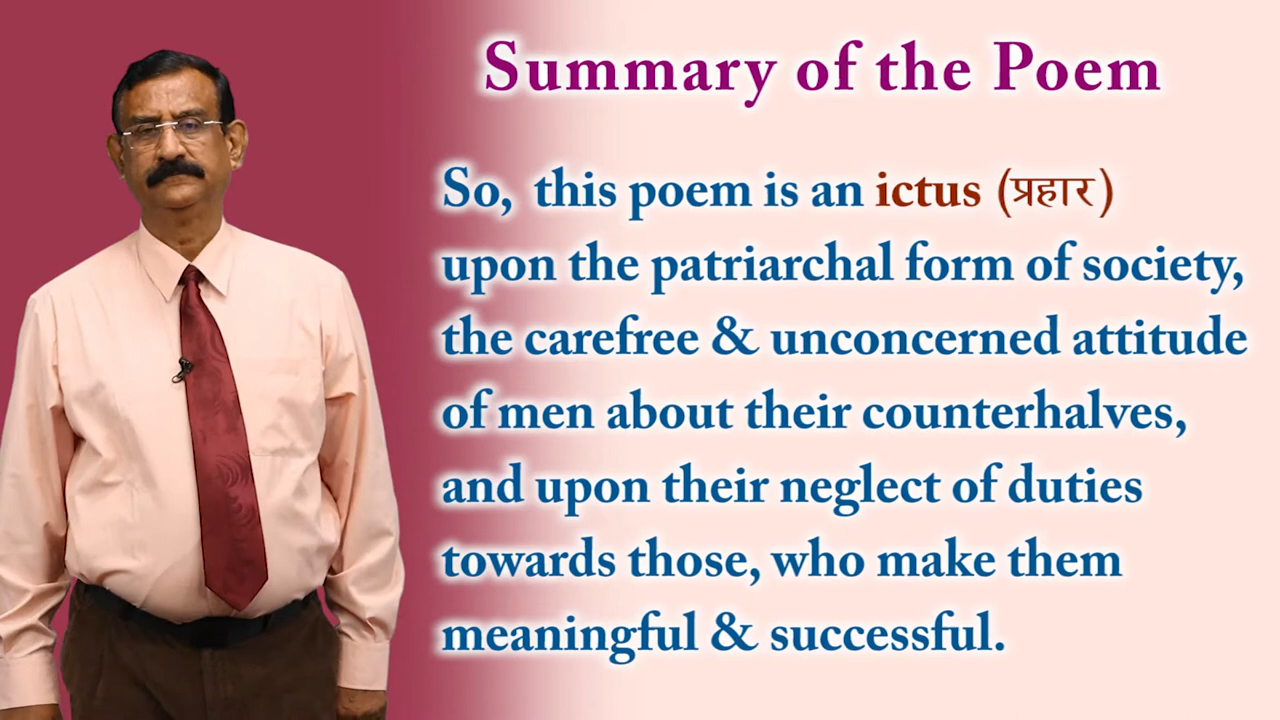 Summary of the Poem
So, this poem is an ictus (प्रहार)
upon the patriarchal form of society,
the carefree & unconcerned attitude
of men about their counterhalves,
and upon their neglect of duties
towards those, who make them
meaningful & successful.